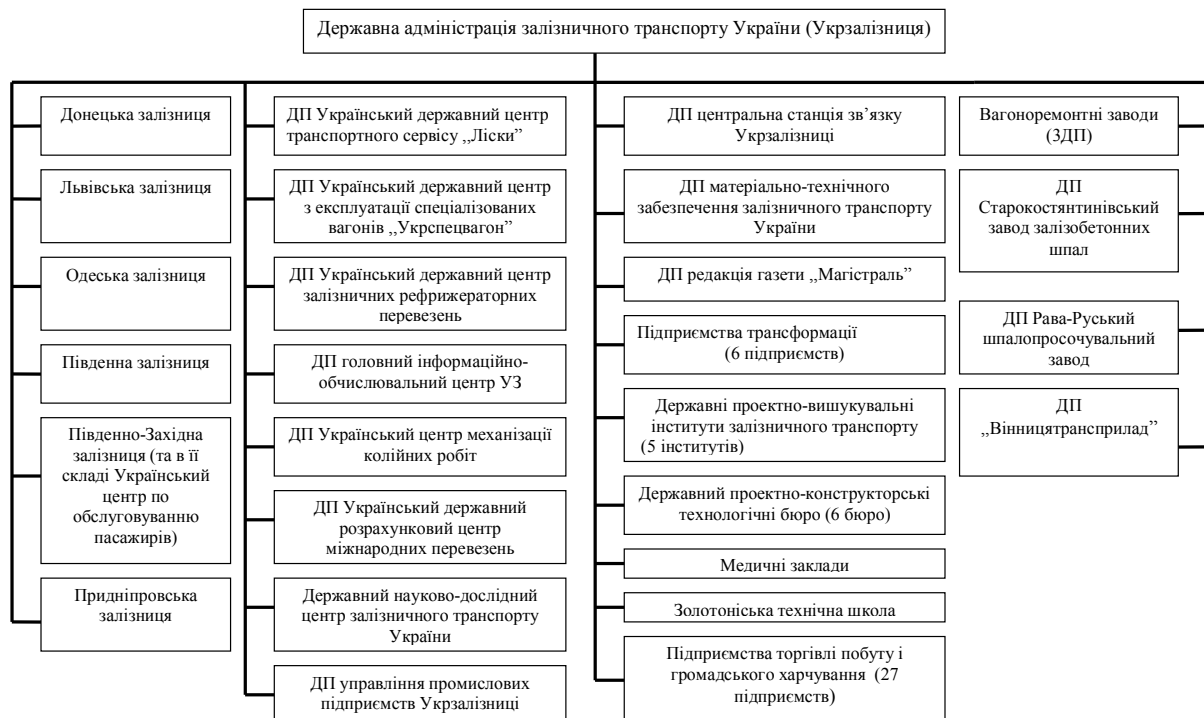 Державна адміністрація залізничного транспорту України (Укрзалізниця)
Донецька залізниця
Львівська залізниця
Одеська залізниця
Південна залізниця
Південно-Західна
залізниця (та в її
складі Український
центр по
обслуговуванню
пасажирів)
Придніпровська
залізниця
ДП Український державний центр
транспортного сервісу ,,Ліски”
ДП Український державний центр
з експлуатації спеціалізованих
вагонів ,,Укрспецвагон”
ДП Український державний центр
залізничних рефрижераторних
перевезень
ДП головний інформаційно-
обчислювальний центр УЗ
ДП Український центр механізації
колійних робіт
ДП Український державний
розрахунковий центр
міжнародних перевезень
Державний науково-дослідний
центр залізничного транспорту
України
ДП управління промислових
підприємств Укрзалізниці
ДП центральна станція зв’язку
Укрзалізниці
ДП матеріально-технічного
забезпечення залізничного транспорту
України
ДП редакція газети ,,Магістраль”
Підприємства трансформації
(6 підприємств)
Державні проектно-вишукувальні
інститути залізничного транспорту
(5 інститутів)
Державний проектно-конструкторські
технологічні бюро (6 бюро)
Медичні заклади
Золотоніська технічна школа
Підприємства торгівлі побуту і
громадського харчування (27
підприємств)
Вагоноремонтні заводи
(3ДП)
ДП
Старокостянтинівський
завод залізобетонних
шпал
ДП Рава-Руський
шпалопросочувальний
завод
ДП
,,Вінницятрансприлад”